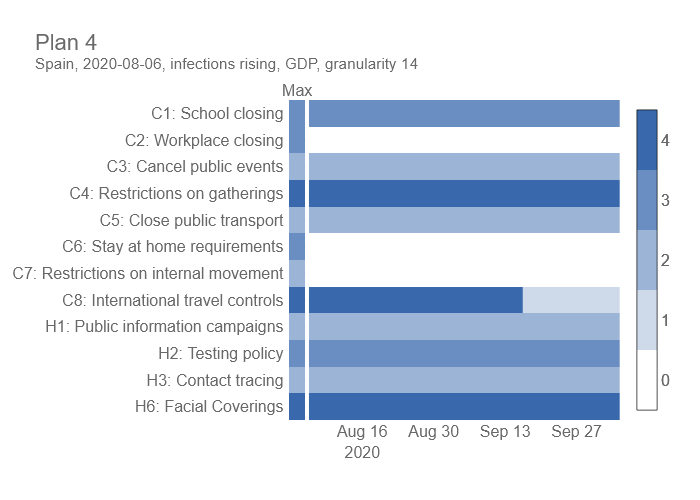 Plan 4
Spain, 2020-08-06, infections rising, GDP, granularity 14
Max
C1: School closing
C2: Workplace closing
C3: Cancel public events
C4: Restrictions on gatherings
C5: Close public transport
C6: Stay at home requirements
C7: Restrictions on internal movement
C8: International travel controls
H1: Public information campaigns
H2: Testing policy
H3: Contact tracing
H6: Facial Coverings
Aug 16 Aug 30 Sep 13 Sep 27
2020
4
3
2
1
0